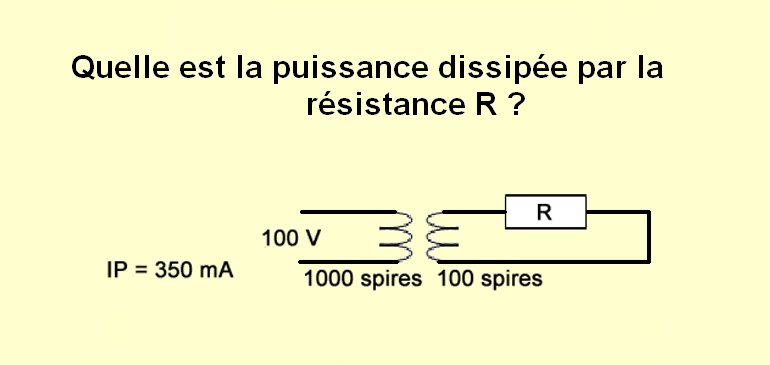 Quelle est la puissance dissipée par la
résistance R ?
R
100 V
IP = 350 mA
1000 spires 100 spires